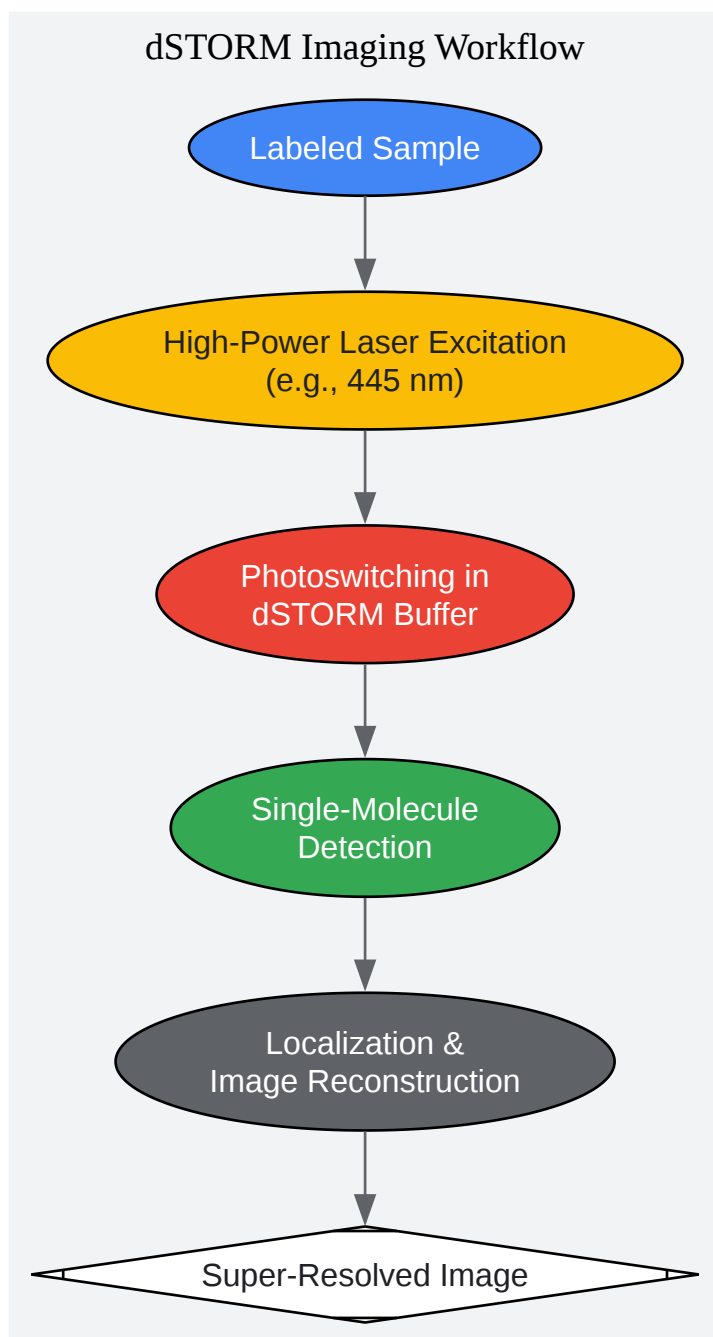 dSTORM Imaging Workflow
Labeled Sample
High-Power Laser Excitation
(e.g., 445 nm)
Photoswitching in
dSTORM Buffer
Single-Molecule
Detection
Localization &
Image Reconstruction
Super-Resolved Image